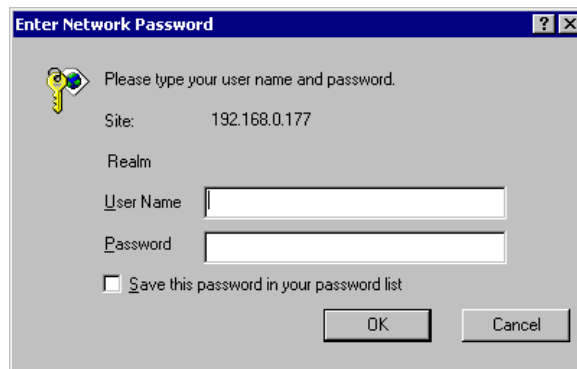 Enter Network Password
Please type your user name and password.
Site: 192.168.0.177
Realm
User Name
Password
Save this password in your password list
OK Cancel